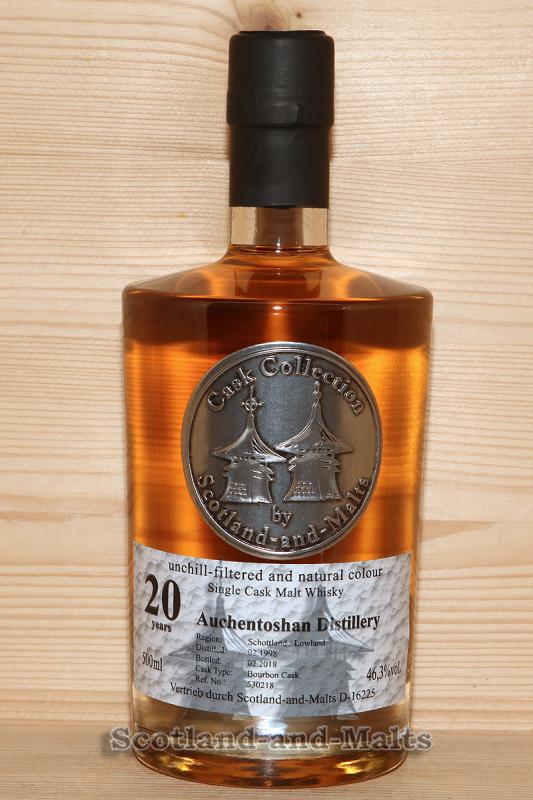 Cask Collection
by
Scotland-and-Malts
unchill-filtered and natural colour
Single Cask Malt Whisky
20
years
Auchentoshan Distillery
Region: Schottland / Lowland
Distilled: 02.1998
Bottled: 02.2018
Cask Type: Bourbon Cask
Ref. No.: 530218
500ml
46,3%vol.
Vertrieb durch Scotland-and-Malts D-16225
Scotland-and-Malts